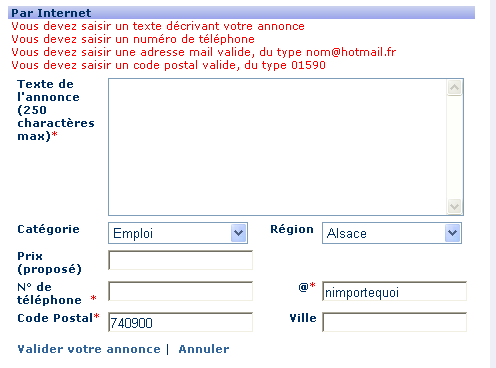 Par Internet
Vous devez saisir un texte décrivant votre annonce
Vous devez saisir un numéro de téléphone
Vous devez saisir une adresse mail valide, du type nom@hotmail.fr
Vous devez saisir un code postal valide, du type 01590
Texte de
l'annonce
(250
charactères
max)*
Catégorie
Emploi
Région
Alsace
Prix
(proposé)
N° de
téléphone *
@*
nimportequoi
Code Postal*
740900
Ville
Valider votre annonce | Annuler